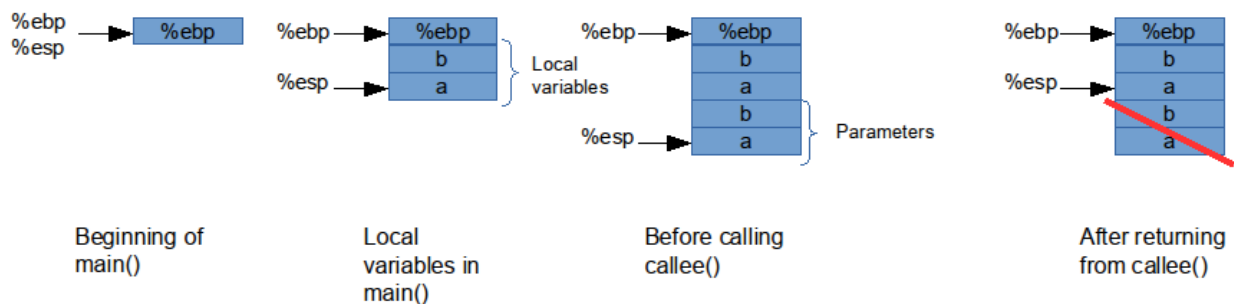 %ebp
%esp
%ebp
Beginning of
main()
%ebp
%esp
%ebp
b
a
Local
variables
Local
variables in
main()
%ebp
%esp
%ebp
b
a
b
a
Parameters
Before calling
callee()
%ebp
%esp
%ebp
b
a
b
a
After returning
from callee()